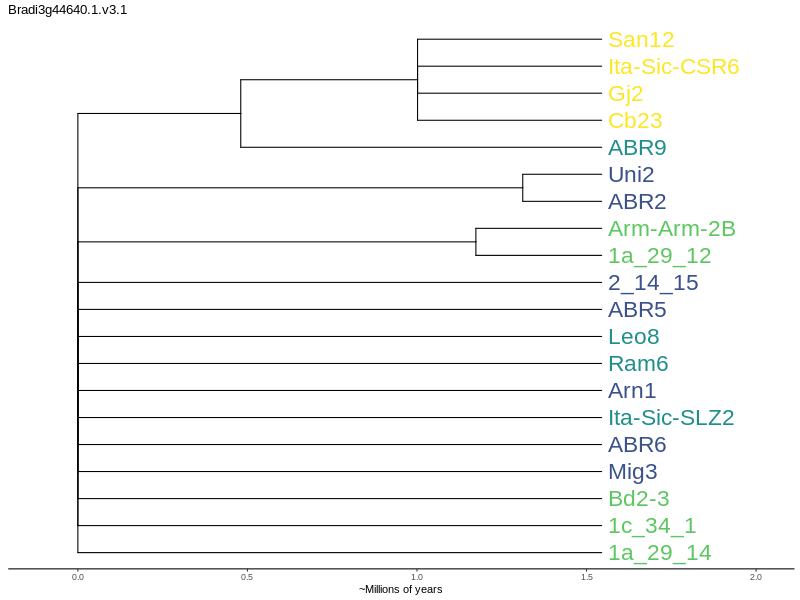 Bradi3g44640.1.v3.1
San12
Ita-Sic-CSR6
Gj2
Cb23
ABR9
Uni2
ABR2
Arm-Arm-2B
1a_29_12
2_14_15
ABR5
Leo8
Ram6
Arn1
Ita-Sic-SLZ2
ABR6
Mig3
Bd2-3
1c_34_1
1a_29_14
0.0 0.5 1.0 1.5 2.0
~Millions of years